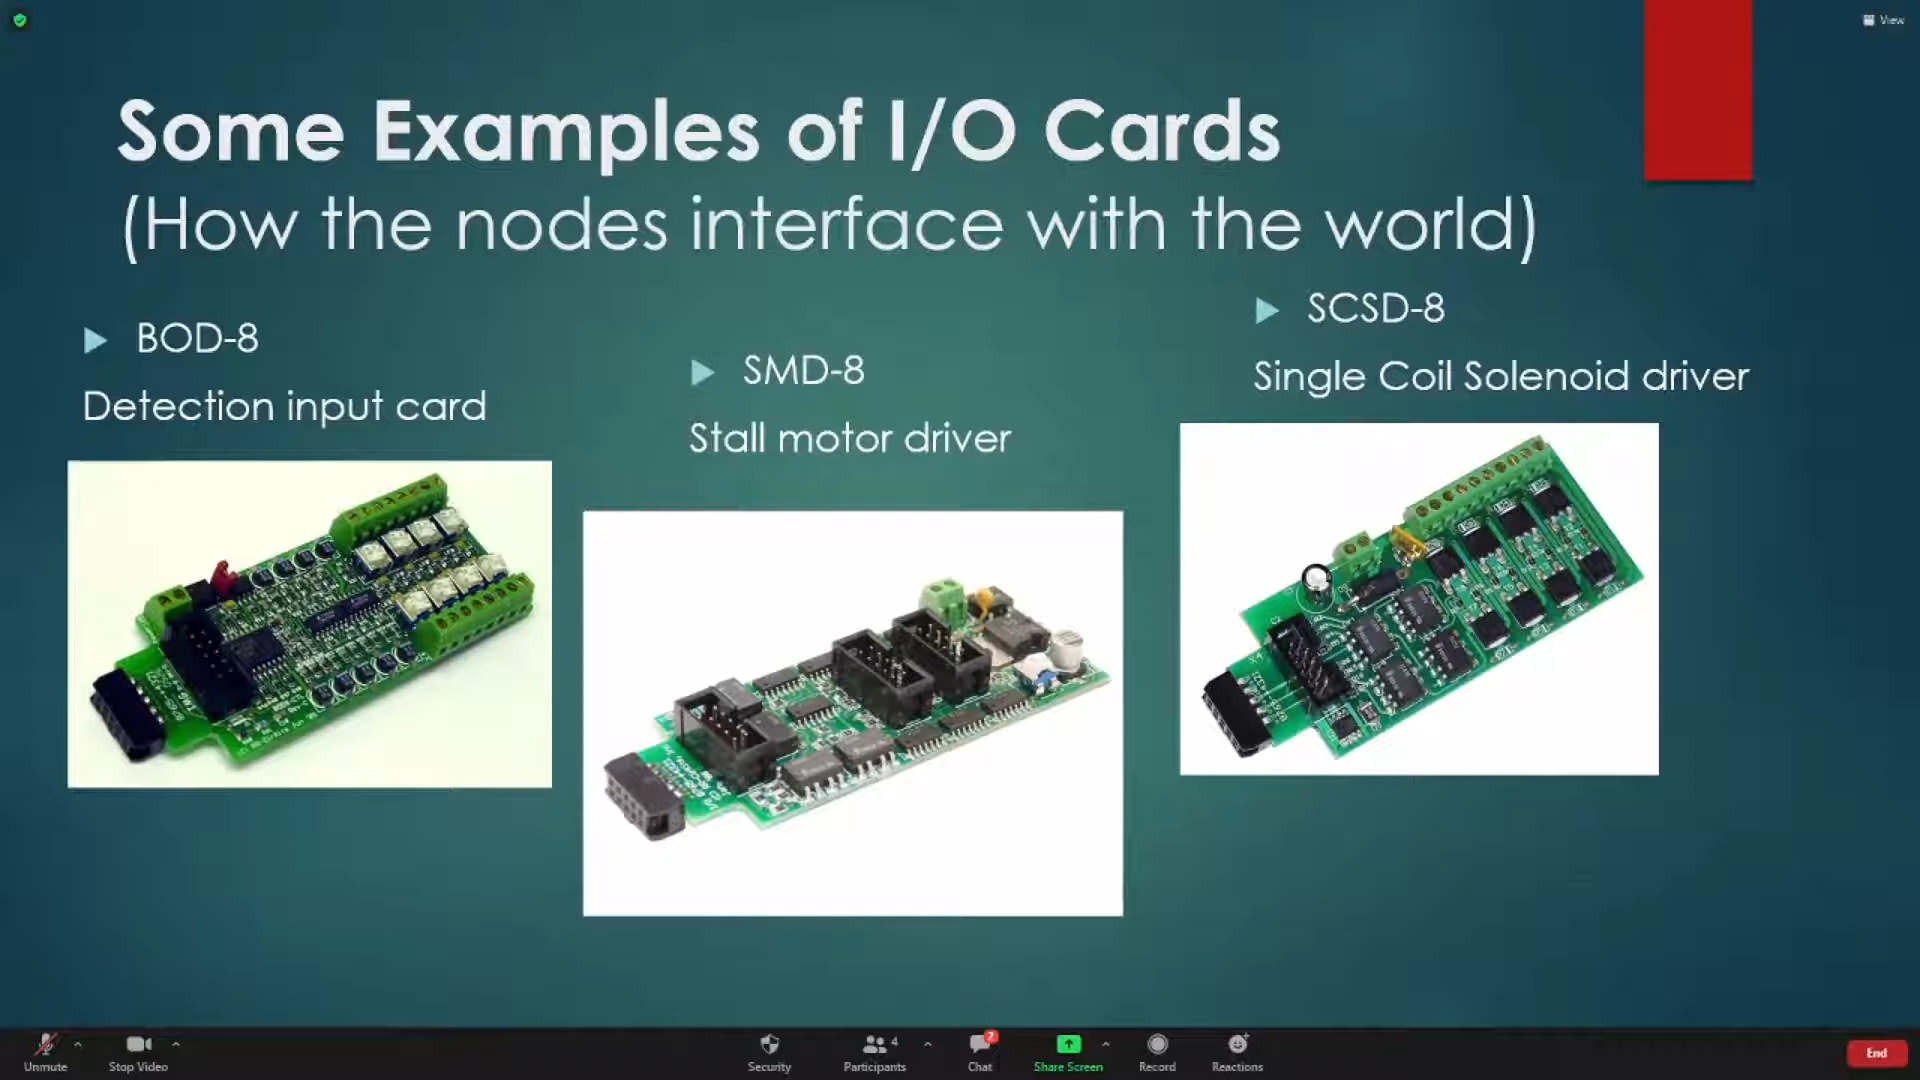 View
Some Examples of I/O Cards
(How the nodes interface with the world)
BOD-8
Detection input card
SMD-8
Stall motor driver
SCSD-8
Single Coil Solenoid driver
Unmute
Stop Video
Security
4
Participants
Chat
Share Screen
Record
Reactions
End